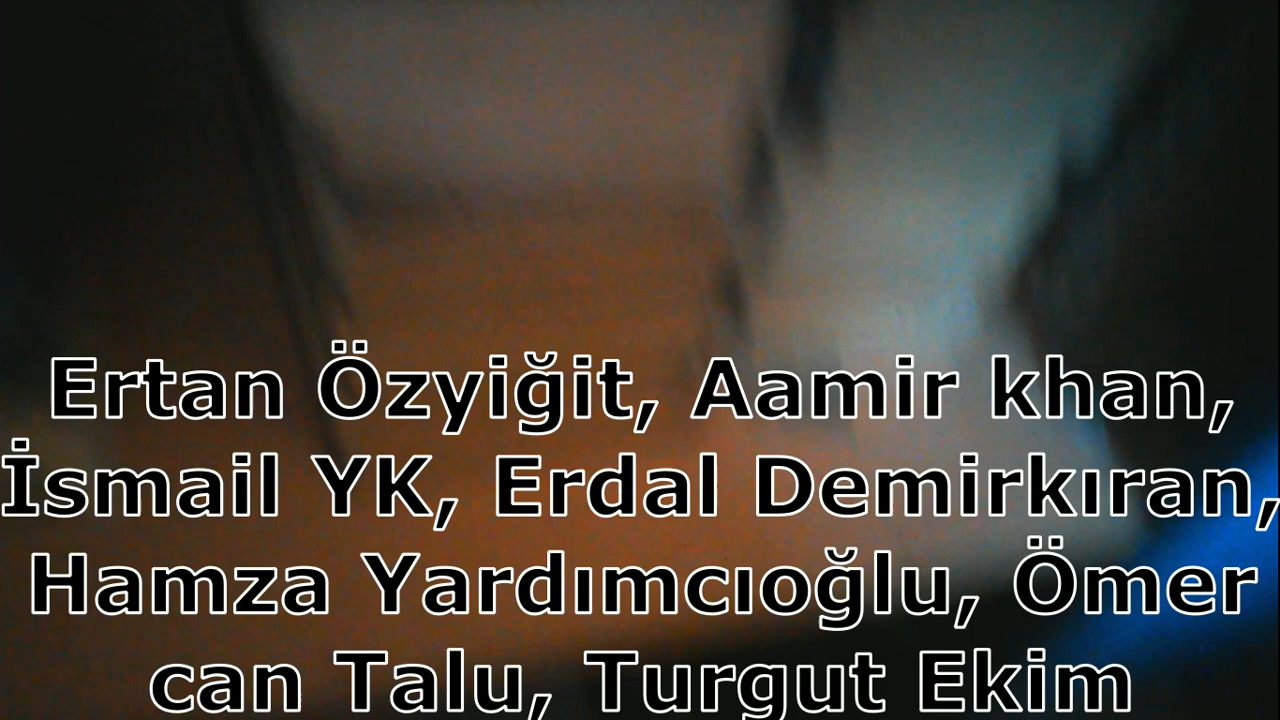 Ertan Özyiğit, Aamir khan,
İsmail YK, Erdal Demirkıran,
Hamza Yardımcıoğlu, Ömer
can Talu, Turgut Ekim